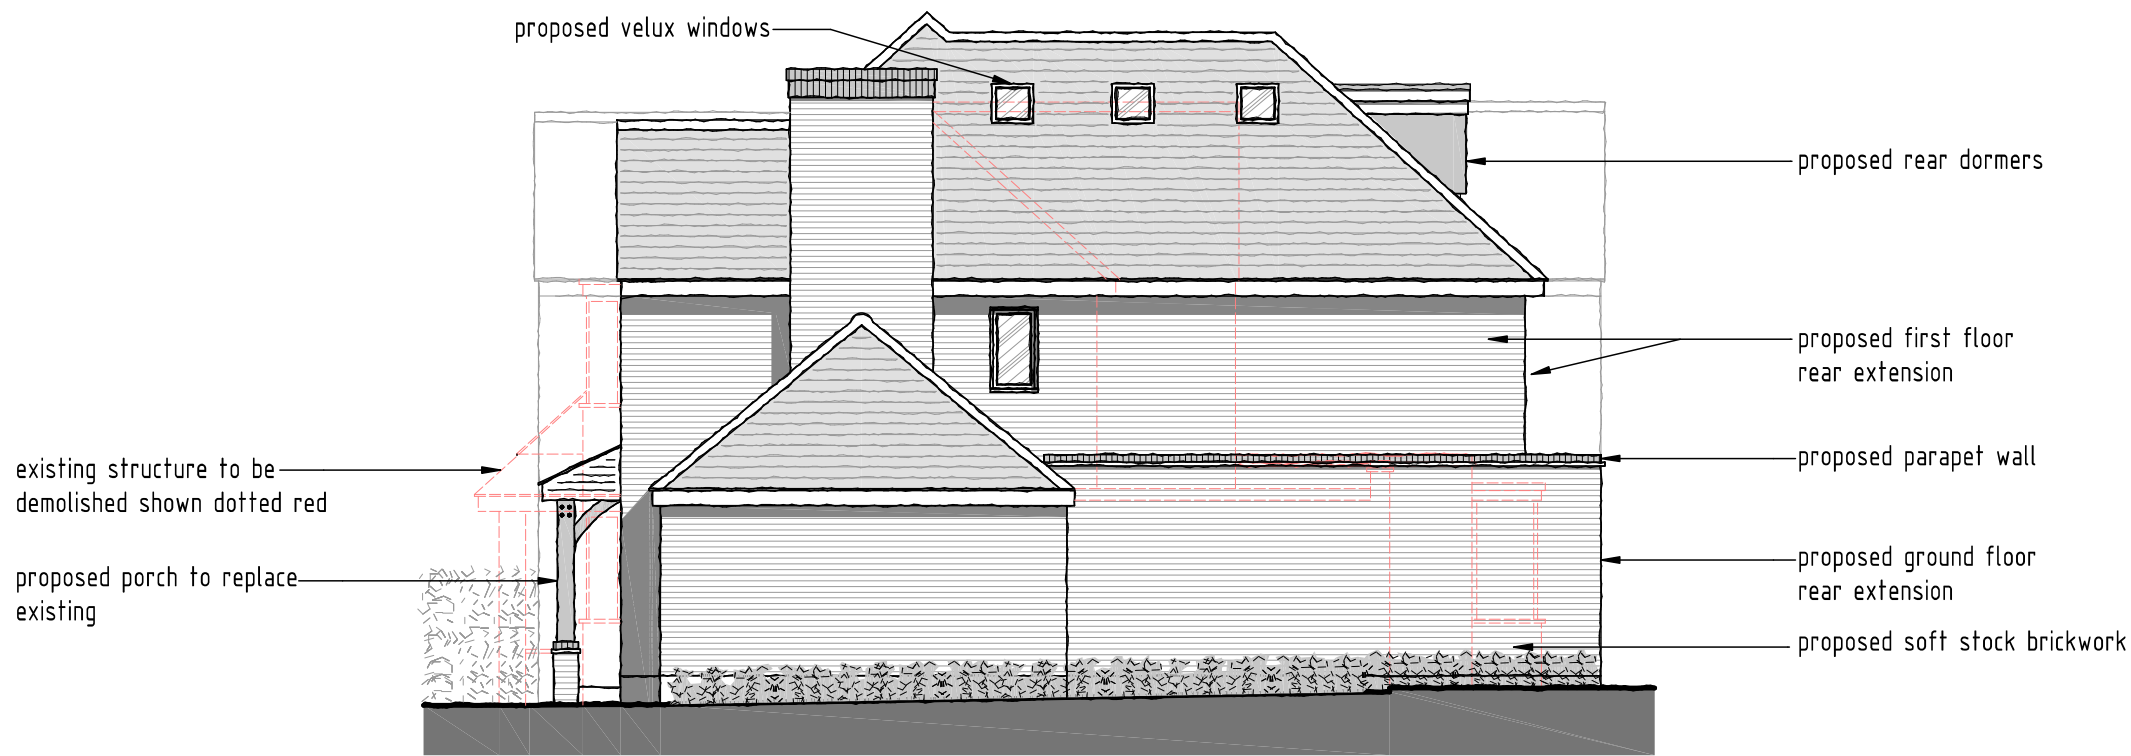 proposed velux windows
proposed rear dormers
proposed first floor
rear extension
existing structure to be
demolished shown dotted red
proposed parapet wall
proposed porch to replace
existing
proposed ground floor
rear extension
proposed soft stock brickwork